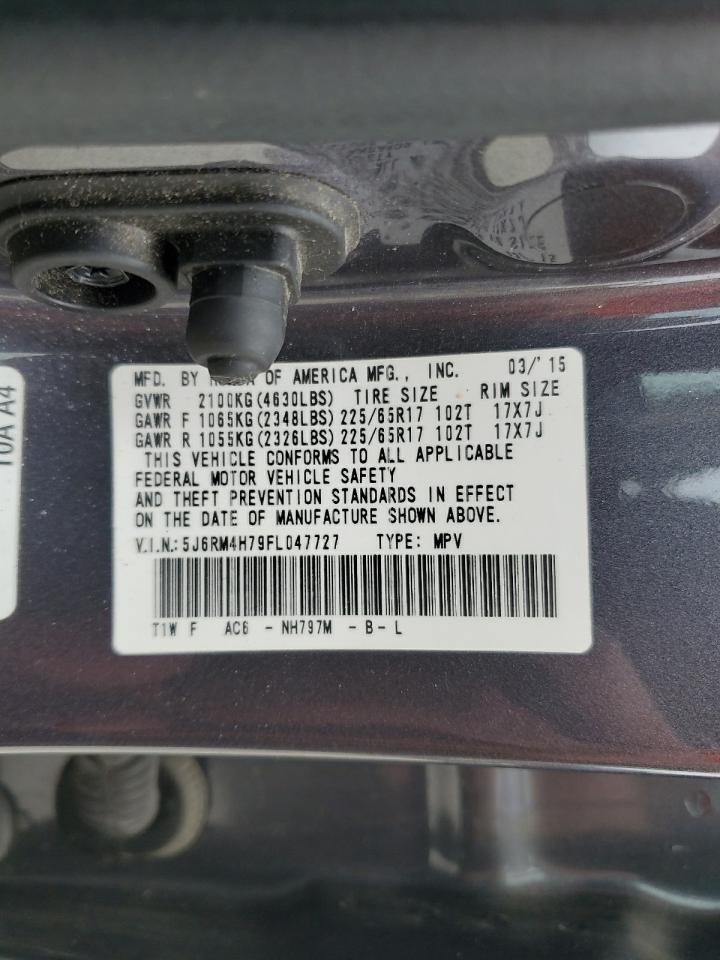 MFD. BY HONDA OF AMERICA MFG., INC. 03/'15
GVWR 2100KG(4630LBS) TIRE SIZE RIM SIZE
GAWR F 1065KG(2348LBS) 225/65R17 102T 17X7J
GAWR R 1055KG(2326LBS) 225/65R17 102T 17X7J
THIS VEHICLE CONFORMS TO ALL APPLICABLE
FEDERAL MOTOR VEHICLE SAFETY
AND THEFT PREVENTION STANDARDS IN EFFECT
ON THE DATE OF MANUFACTURE SHOWN ABOVE.
V.I.N.: 5J6RM4H79FL047727 TYPE: MPV
T1W F AC6 - NH797M - B - L
A4